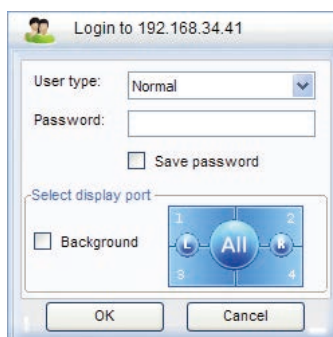 Login to 192.168.34.41
User type: Normal
Password:
Save password
Select display port
Background
1 2
L All R
3 4
OK Cancel